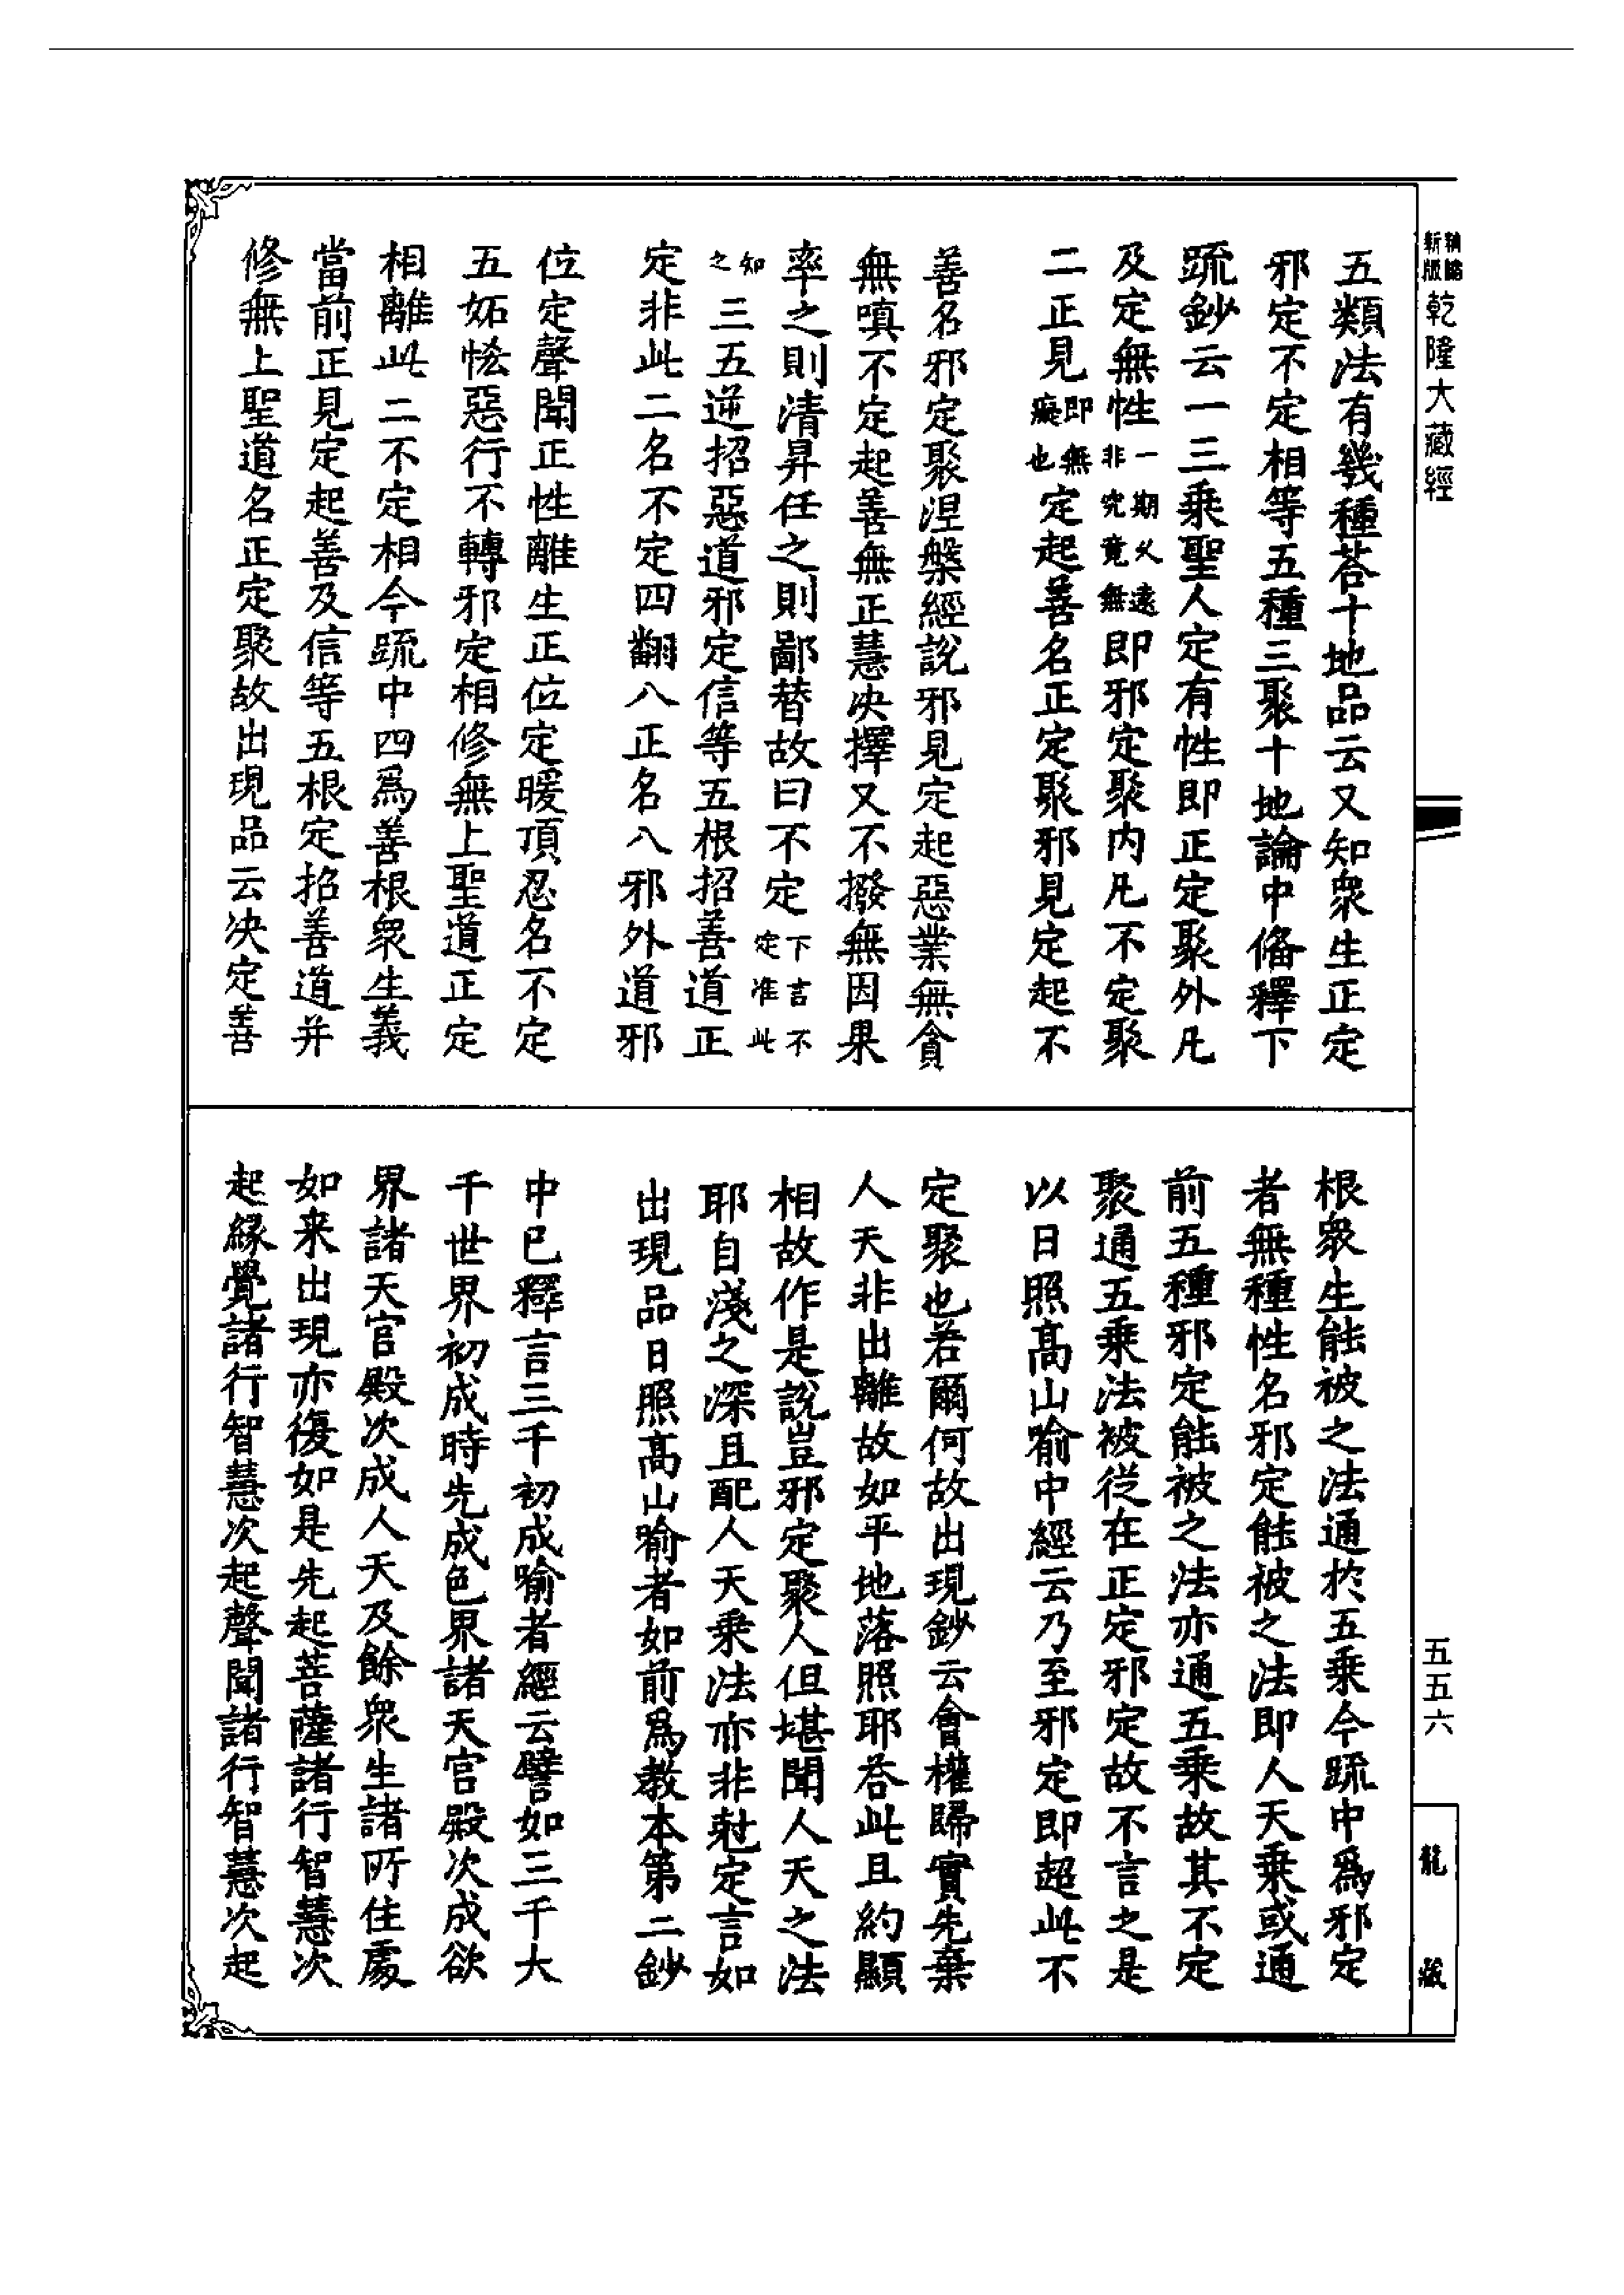 新版
精縮
乾隆大藏經
五類法有幾種荅十地品云又知衆生正定
邪定不定相等五種三聚十地論中俻釋下
䟽鈔云一三乗聖人定有性即正定聚外凡
及定無性一期久遠非究竟無即邪定聚内凡不定聚
二正見即無癡也定起善名正定聚邪見定起不
善名邪定聚涅槃經說邪見定起惡業無貪
無嗔不定起善無正慧决擇又不撥無因果
率之則清昇任之則鄙替故曰不定下言不定准此
知之三五逆招惡道邪定信等五根招善道正
定非此二名不定四翻八正名八邪外道邪
位定聲聞正性離生正位定暖頂忍名不定
五妬恡惡行不轉邪定相修無上聖道正定
相離此二不定相今䟽中四爲善根衆生義
當前正見定起善及信等五根定招善道并
修無上聖道名正定聚故出現品云决定善
根衆生能被之法通於五乗今䟽中爲邪定
者無種性名邪定能被之法即人天乗或通
前五種邪定能被之法亦通五乗故其不定
聚通五乗法被從在正定邪定故不言之是
以日照髙山喻中經云乃至邪定即超此不
定聚也若爾何故出現鈔云會權歸實先棄
人天非出離故如平地落照耶荅此且約顯
相故作是說豈邪定聚人但堪聞人天之法
耶自淺之深且配人天乗法亦非尅定言如
出現品日照髙山喻者如前爲教本第二鈔
中已釋言三千初成喻者經云譬如三千大
千世界初成時先成色界諸天宫殿次成欲
界諸天官殿次成人天及餘衆生諸所住處
如来出現亦復如是先起菩薩諸行智慧次
起緣覺諸行智慧次起聲聞諸行智慧次起
五五六
龍藏